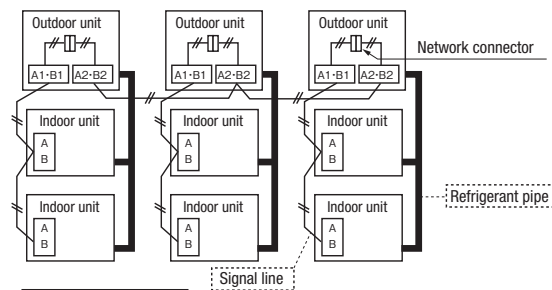 Outdoor unit Outdoor unit Outdoor unit
Network connector
A1·B1 A2·B2 A1·B1 A2·B2 A1·B1 A2·B2
Indoor unit Indoor unit Indoor unit
A A A
B B B
Indoor unit Indoor unit Indoor unit
Refrigerant pipe
A A A
B B B
Signal line